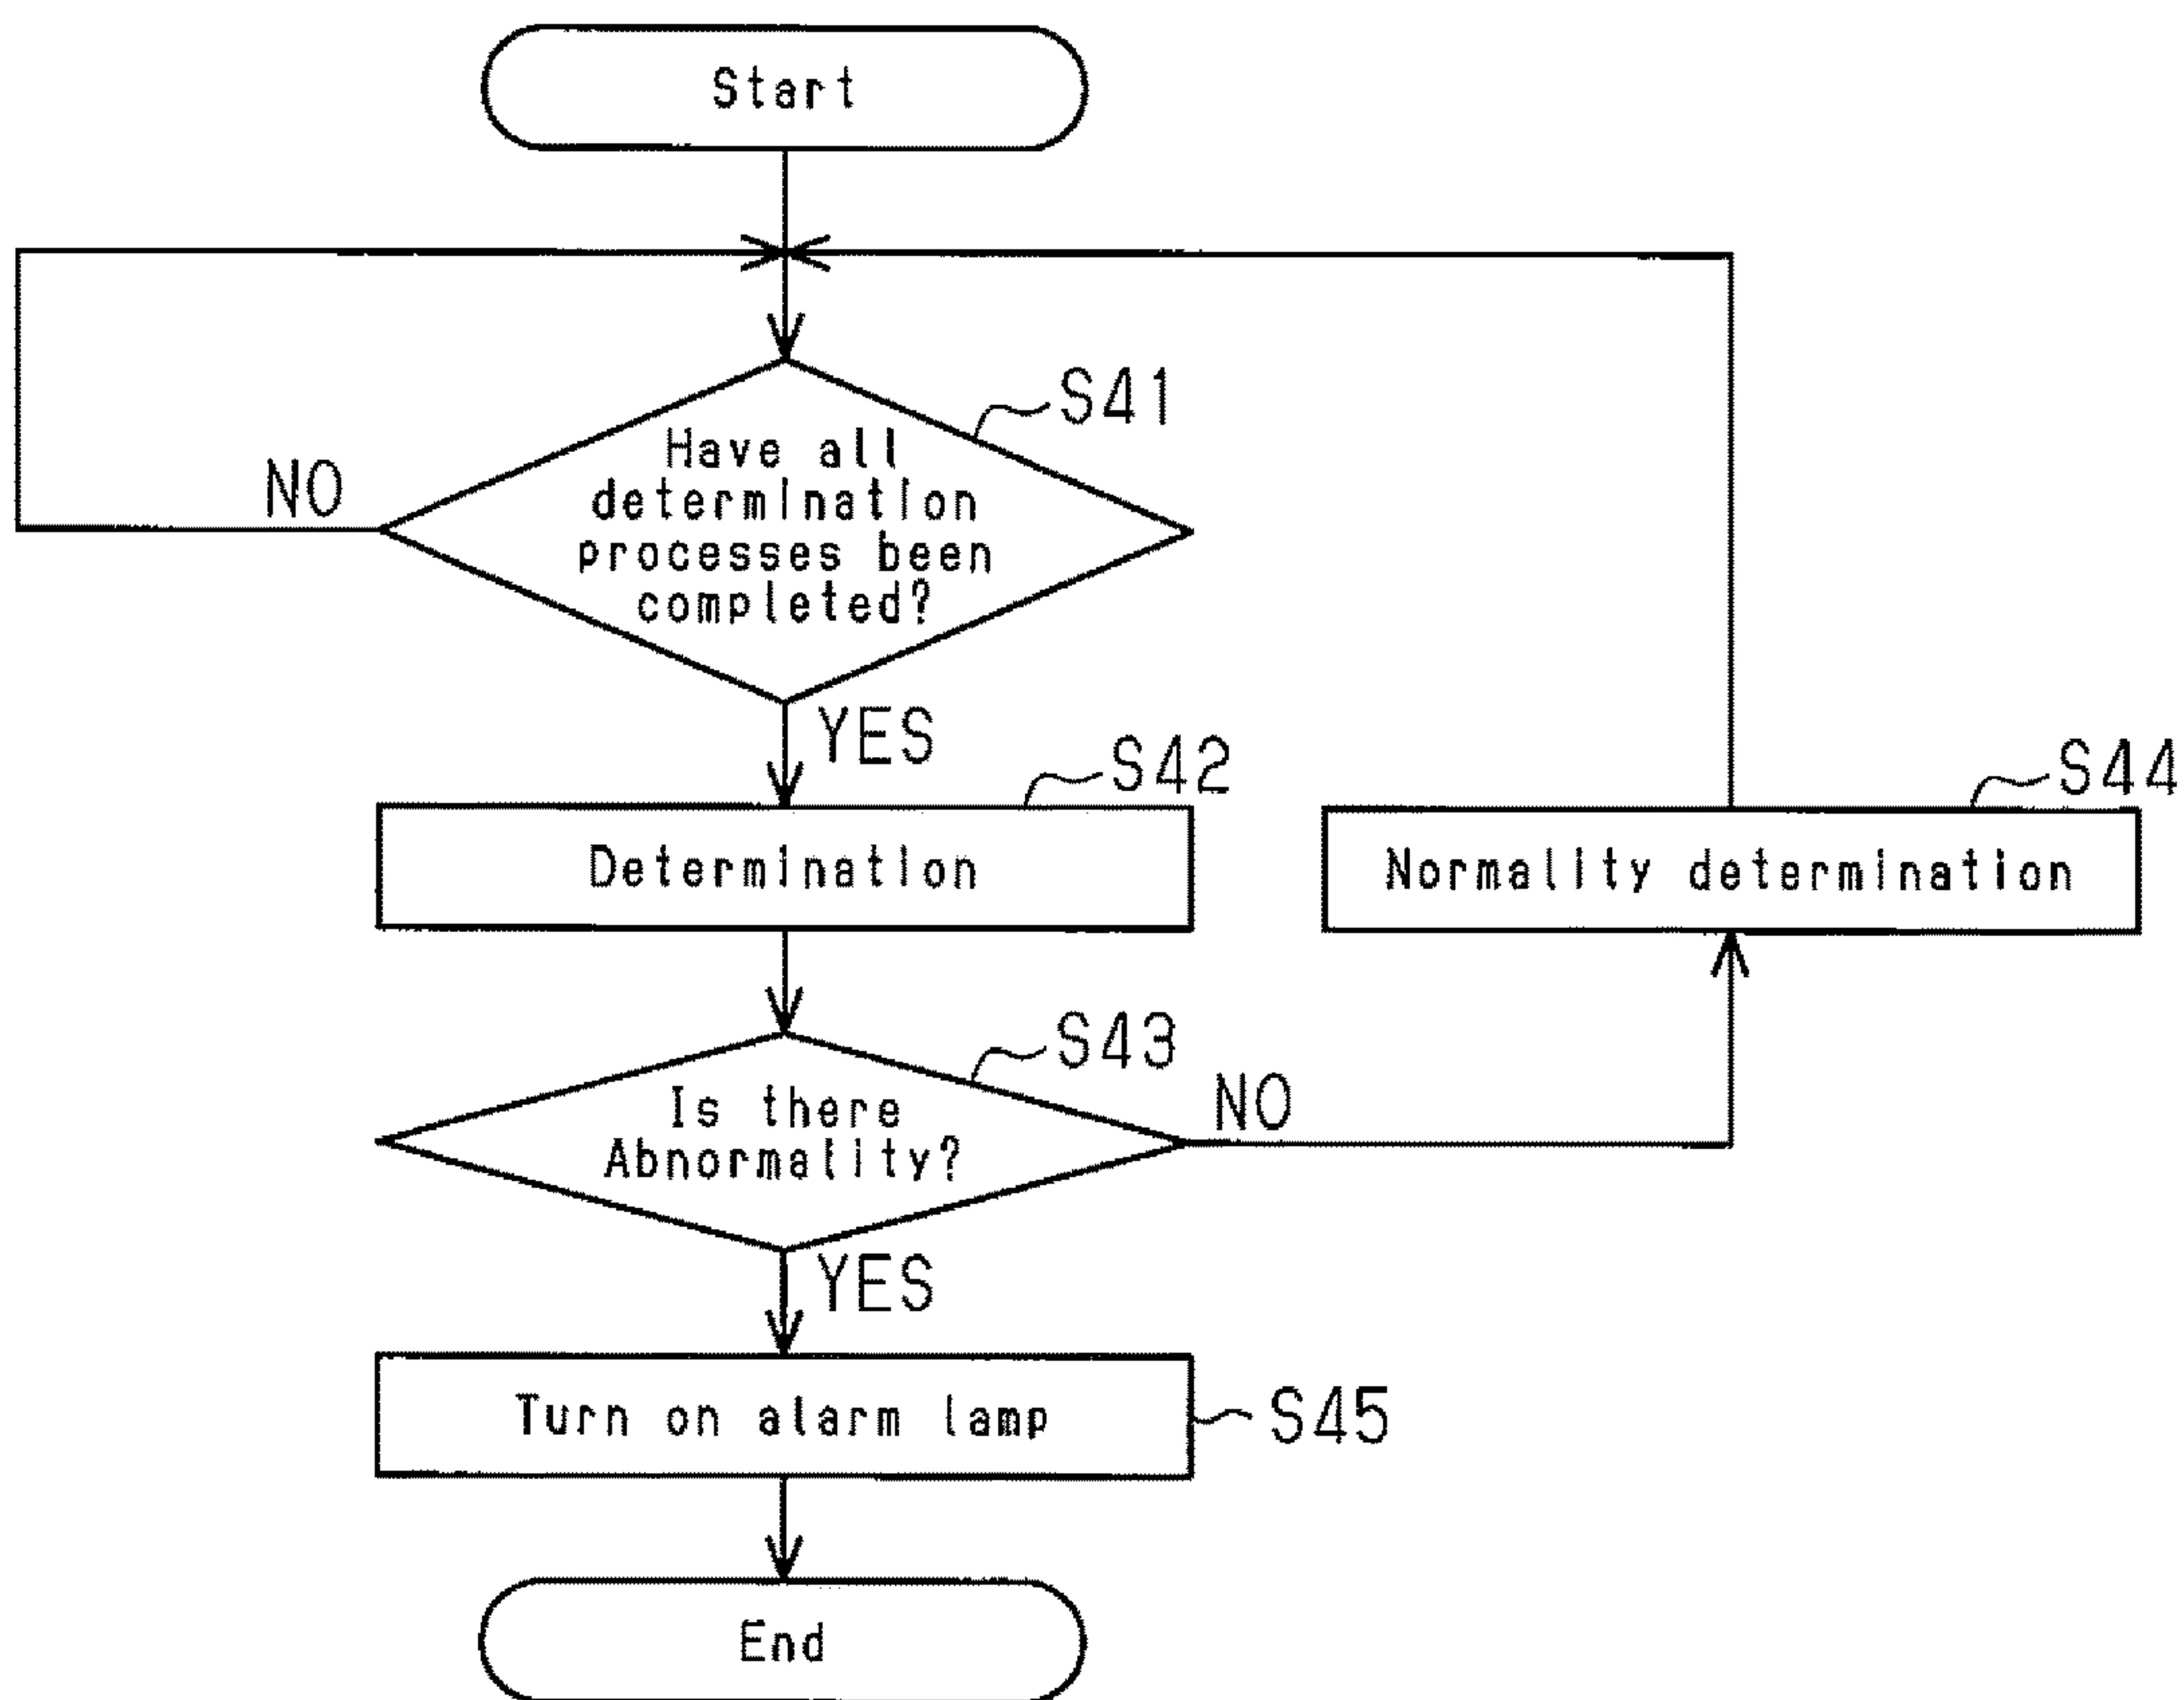 Start
S41
Have all
determination
processes been
completed?
NO
YES
S42
Determination
S44
Normality determination
S43
Is there
Abnormality?
NO
YES
Turn on alarm lamp
S45
End